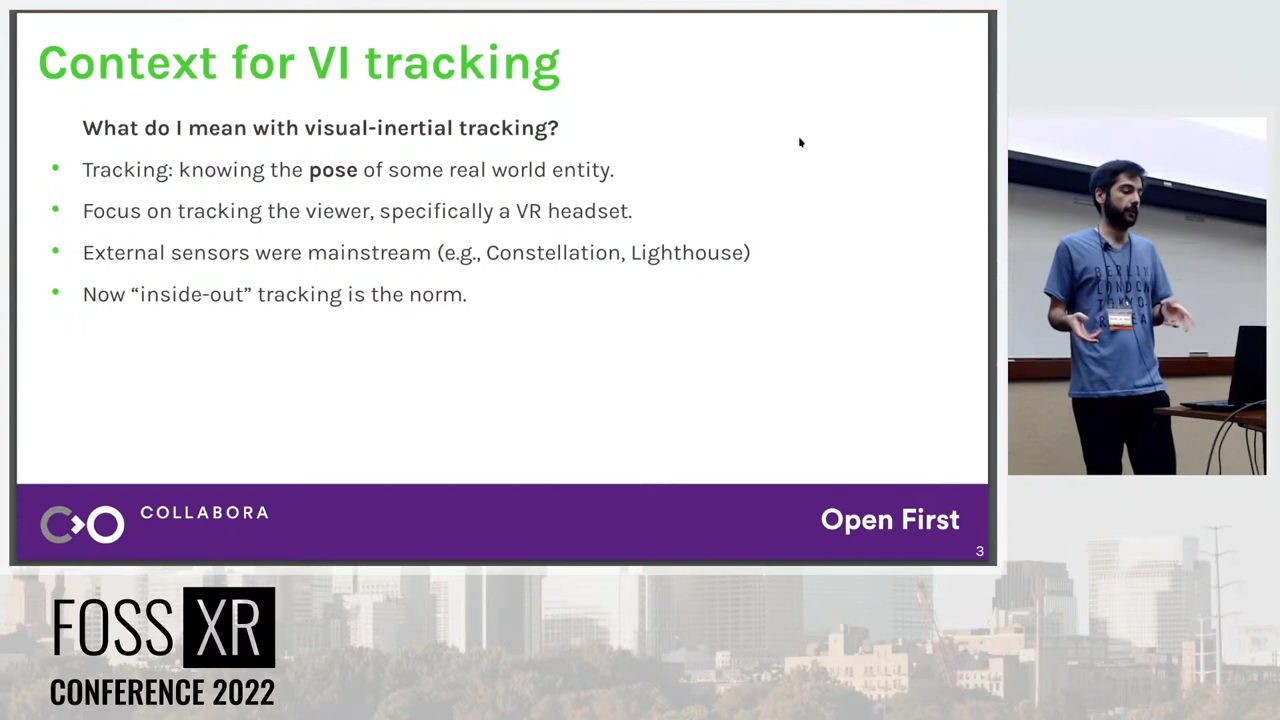 Context for VI tracking
What do I mean with visual-inertial tracking?
• Tracking: knowing the pose of some real world entity.
• Focus on tracking the viewer, specifically a VR headset.
• External sensors were mainstream (e.g., Constellation, Lighthouse)
• Now “inside-out” tracking is the norm.
COLLABORA
Open First
3
BERLIN
LONDON
FOSS XR
CONFERENCE 2022